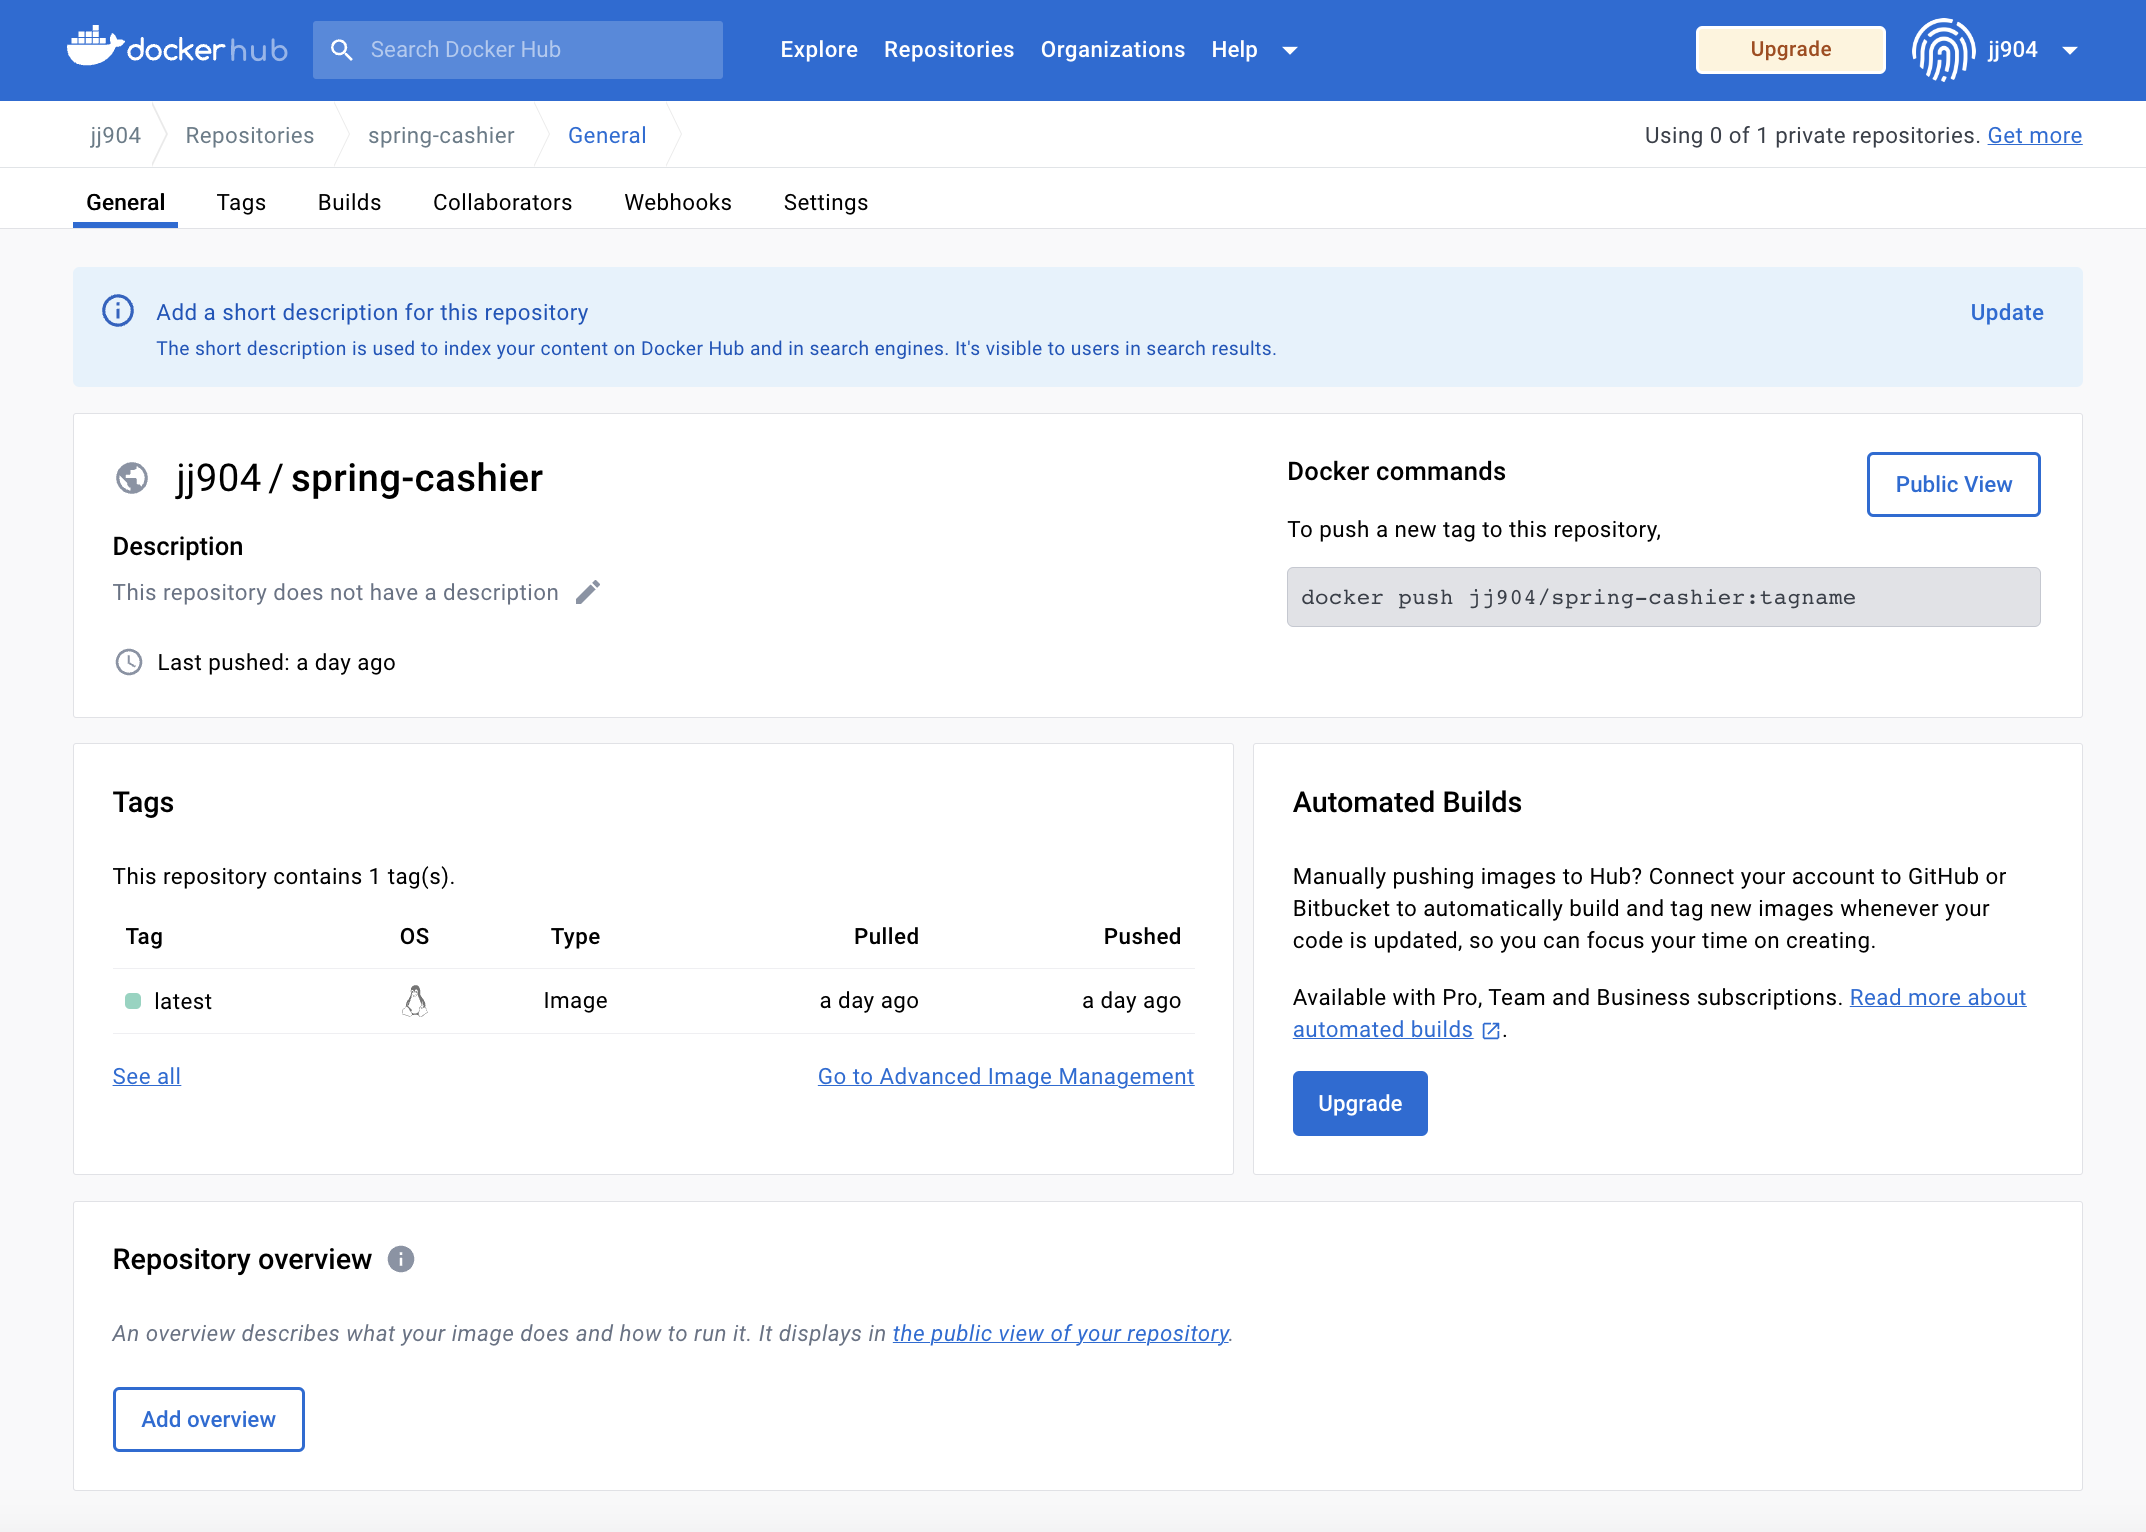 docker hub
Search Docker Hub
Explore
Repositories
Organizations
Help
Upgrade
jj904
jj904
Repositories
spring-cashier
General
Using 0 of 1 private repositories. Get more
General
Tags
Builds
Collaborators
Webhooks
Settings
Add a short description for this repository
Update
The short description is used to index your content on Docker Hub and in search engines. It's visible to users in search results.
jj904 / spring-cashier
Description
This repository does not have a description
Last pushed: a day ago
Docker commands
Public View
To push a new tag to this repository,
docker push jj904/spring-cashier:tagname
Tags
This repository contains 1 tag(s).
Tag OS Type Pulled Pushed
latest Image a day ago a day ago
See all
Go to Advanced Image Management
Automated Builds
Manually pushing images to Hub? Connect your account to GitHub or
Bitbucket to automatically build and tag new images whenever your
code is updated, so you can focus your time on creating.
Available with Pro, Team and Business subscriptions. Read more about
automated builds .
Upgrade
Repository overview
An overview describes what your image does and how to run it. It displays in the public view of your repository.
Add overview